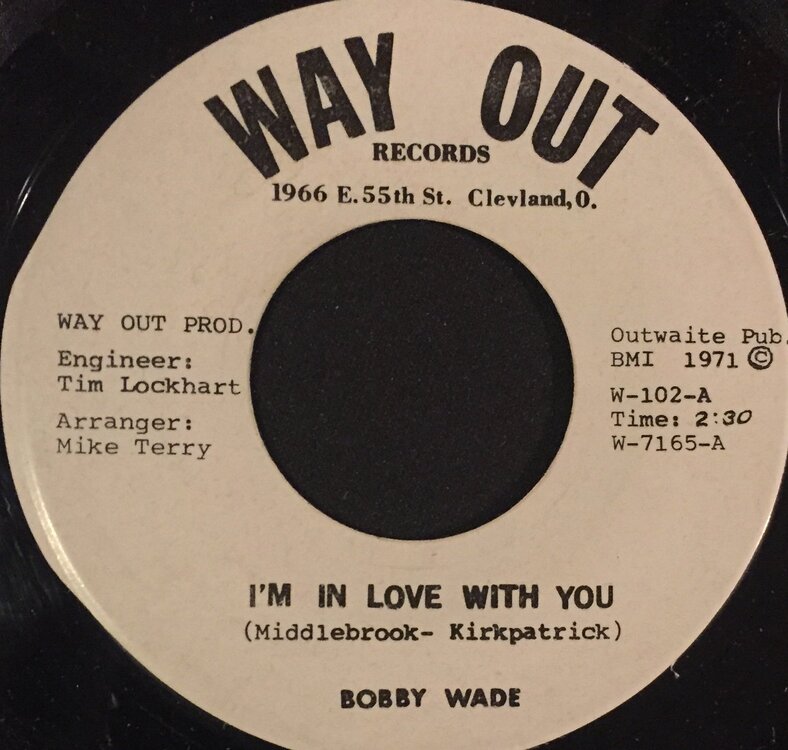 WAY OUT
RECORDS
1966 E.55th St. Clevland,O.
WAY OUT PROD.
Engineer:
Tim Lockhart
Arranger:
Mike Terry
Outwaite Pub.
BMI 1971 ©
W-102-A
Time: 2:30
W-7165-A
I'M IN LOVE WITH YOU
(Middlebrook- Kirkpatrick)
BOBBY WADE